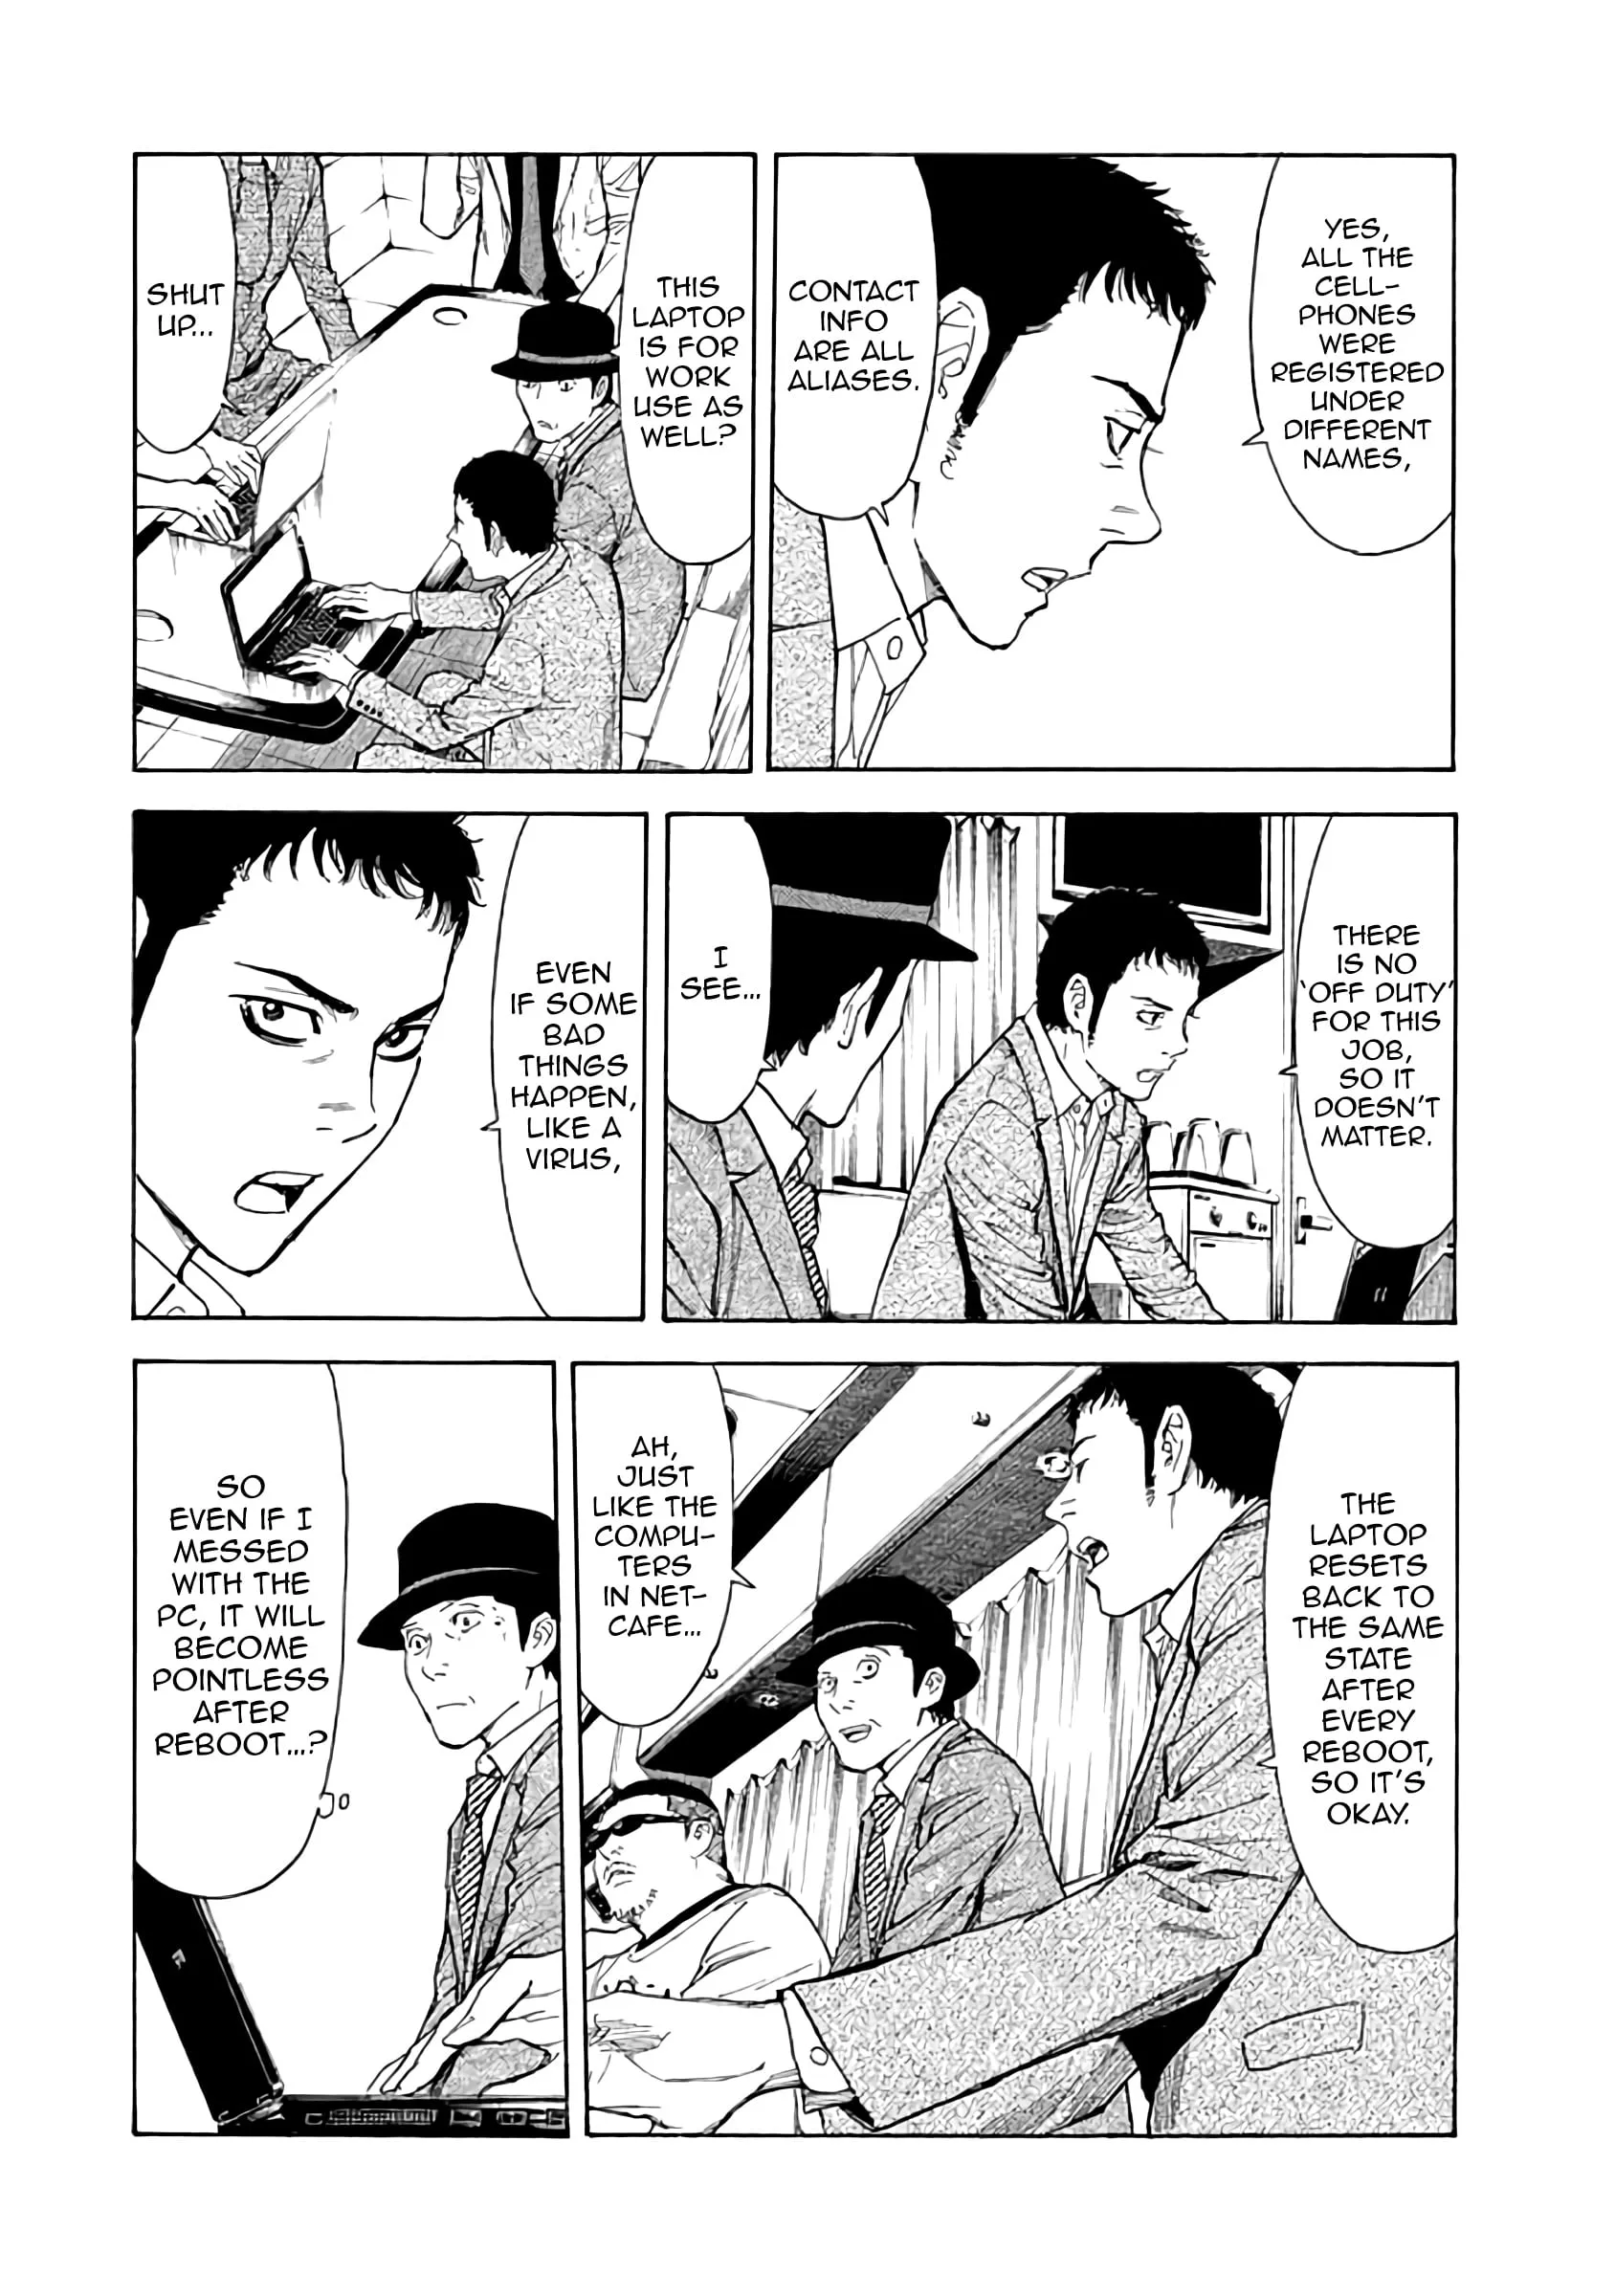 YES,
ALL THE
CELL-
PHONES
WERE
REGISTERED
UNDER
DIFFERENT
NAMES,
CONTACT
INFO
ARE ALL
ALIASES.
THIS
LAPTOP
IS FOR
WORK
USE AS
WELL?
SHUT
UP...
THERE
IS NO
'OFF DUTY'
FOR THIS
JOB,
SO IT
DOESN'T
MATTER.
I
SEE...
EVEN
IF SOME
BAD
THINGS
HAPPEN,
LIKE A
VIRUS,
THE
LAPTOP
RESETS
BACK TO
THE SAME
STATE
AFTER
EVERY
REBOOT,
SO IT'S
OKAY.
AH,
JUST
LIKE THE
COMPU-
TERS
IN NET-
CAFE...
SO
EVEN IF I
MESSED
WITH THE
PC, IT WILL
BECOME
POINTLESS
AFTER
REBOOT...?